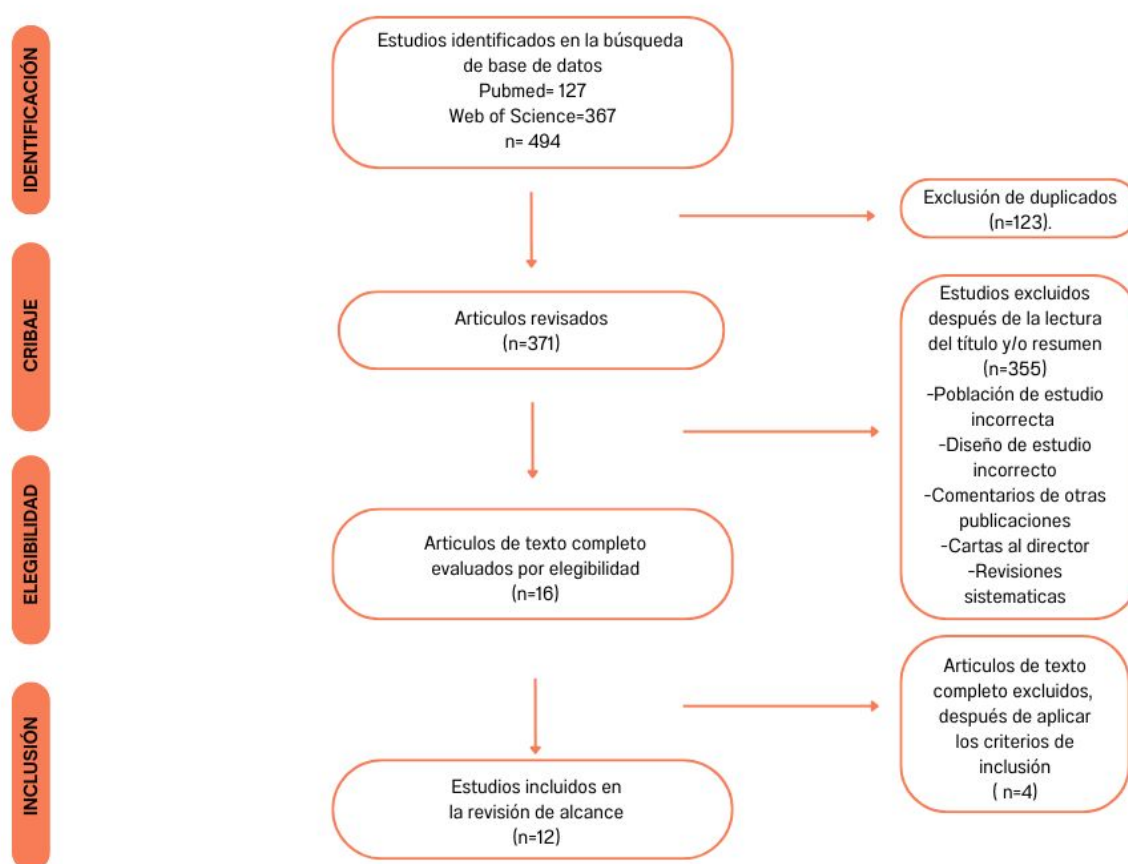 IDENTIFICACIÓN
Estudios identificados en la búsqueda
de base de datos
Pubmed= 127
Web of Science=367
n= 494
Exclusión de duplicados
(n=123).
CRIBAJE
Articulos revisados
(n=371)
Estudios excluidos
después de la lectura
del título y/o resumen
(n=355)
-Población de estudio
incorrecta
-Diseño de estudio
incorrecto
-Comentarios de otras
publicaciones
-Cartas al director
-Revisiones
sistematicas
ELEGIBILIDAD
Articulos de texto completo
evaluados por elegibilidad
(n=16)
Articulos de texto
completo excluidos,
después de aplicar
los criterios de
inclusión
( n=4)
INCLUSIÓN
Estudios incluidos en
la revisión de alcance
(n=12)